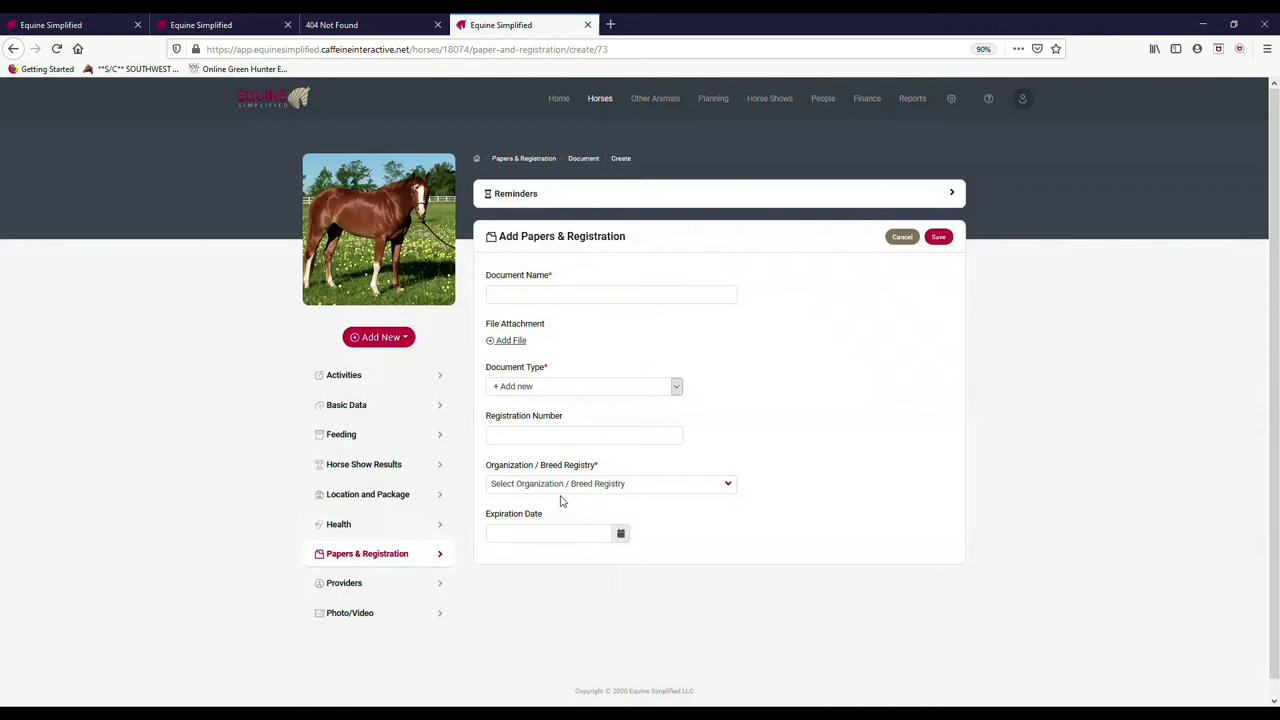 Equine Simplified
Equine Simplified
404 Not Found
Equine Simplified
https://app.equinesimplified.caffeineinteractive.net/horses/18074/paper-and-registration/create/73
90%
Getting Started
**S/C** SOUTHWEST ...
Online Green Hunter E...
EQUINE
SIMPLIFIED
Home
Horses
Other Animals
Planning
Horse Shows
People
Finance
Reports
/ Papers & Registration / Document / Create
Reminders
Add Papers & Registration
Cancel
Save
Document Name*
File Attachment
Add File
Document Type*
+ Add new
Registration Number
Organization / Breed Registry*
Select Organization / Breed Registry
Expiration Date
Add New
Activities
Basic Data
Feeding
Horse Show Results
Location and Package
Health
Papers & Registration
Providers
Photo/Video
Copyright © 2020 Equine Simplified LLC